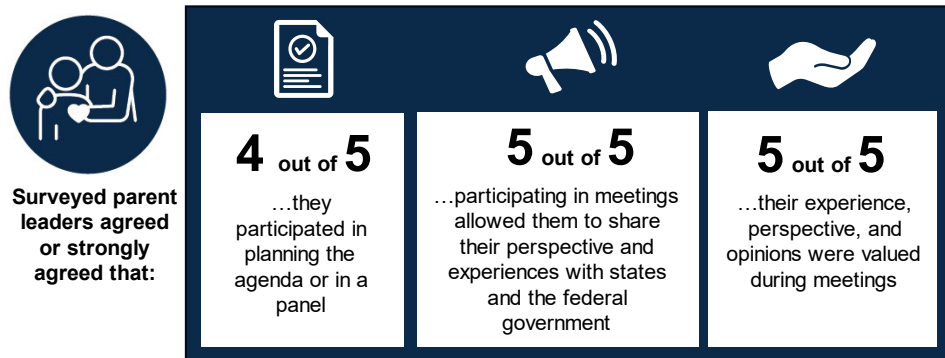 Surveyed parent
leaders agreed
or strongly
agreed that:
4 out of 5
…they
participated in
planning the
agenda or in a
panel
5 out of 5
…participating in meetings
allowed them to share
their perspective and
experiences with states
and the federal
government
5 out of 5
…their experience,
perspective, and
opinions were valued
during meetings